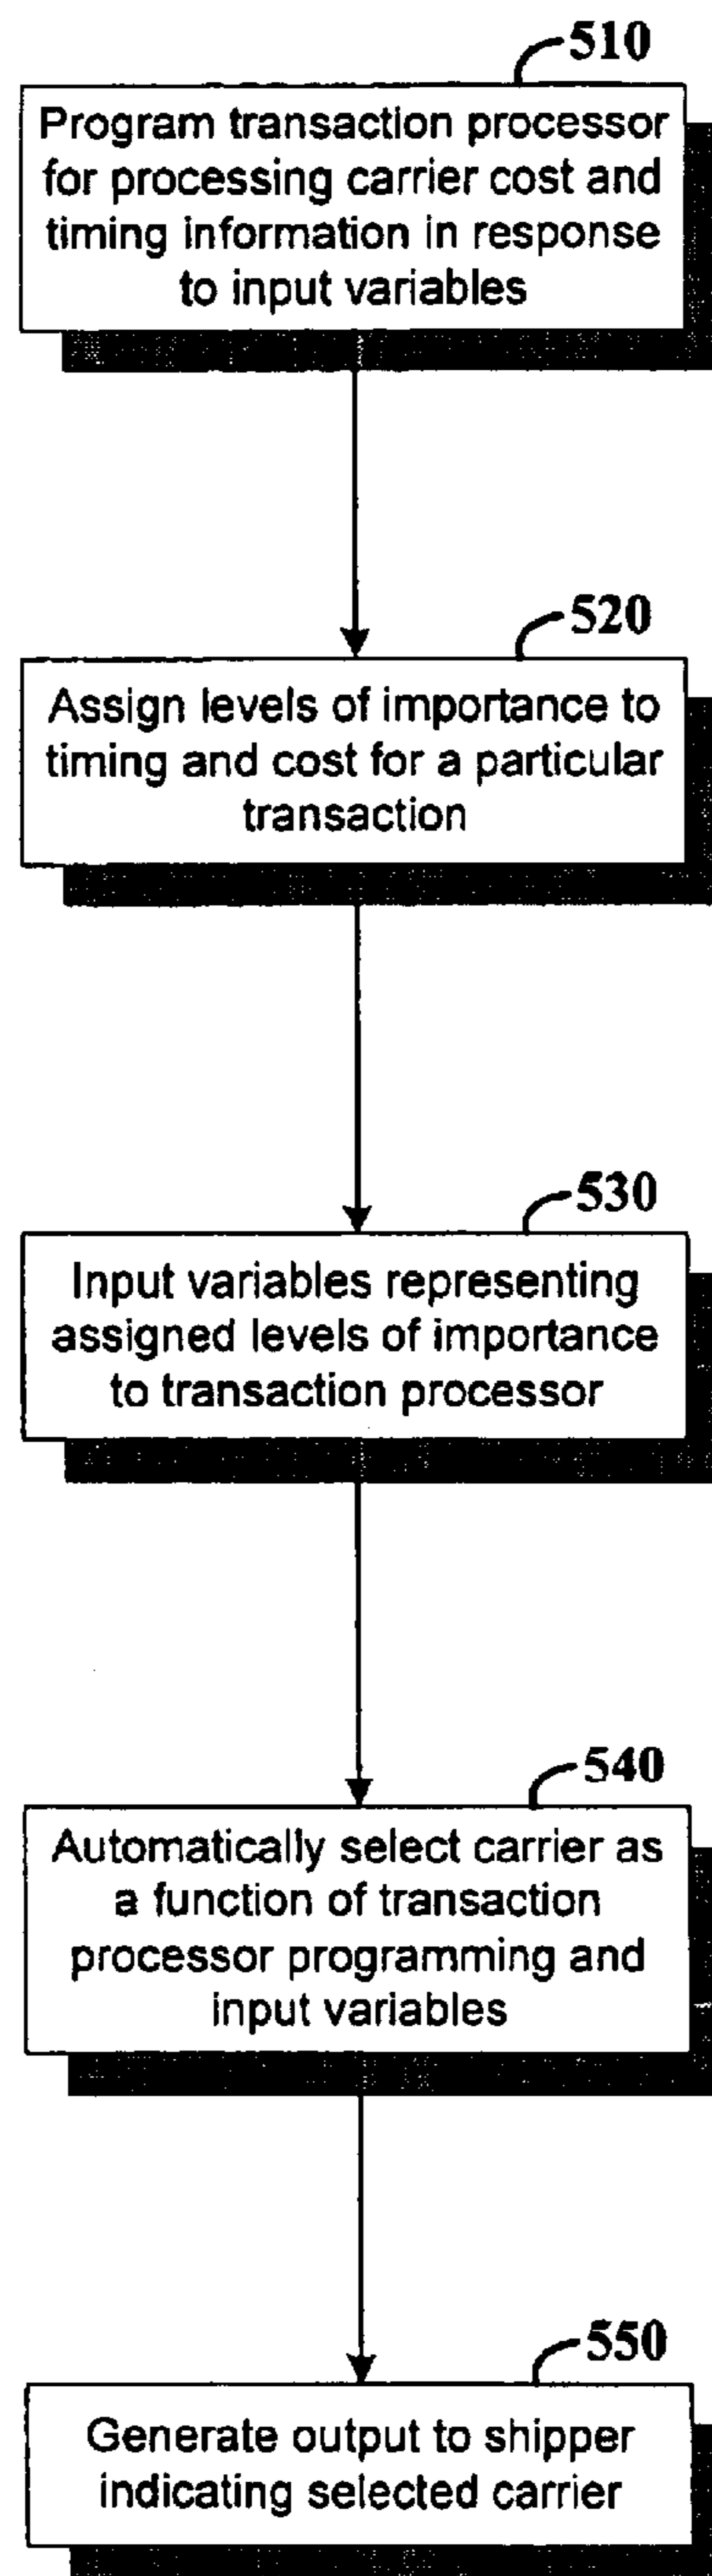 510
Program transaction processor
for processing carrier cost and
timing information in response
to input variables
520
Assign levels of importance to
timing and cost for a particular
transaction
530
Input variables representing
assigned levels of importance
to transaction processor
540
Automatically select carrier as
a function of transaction
processor programming and
input variables
550
Generate output to shipper
indicating selected carrier